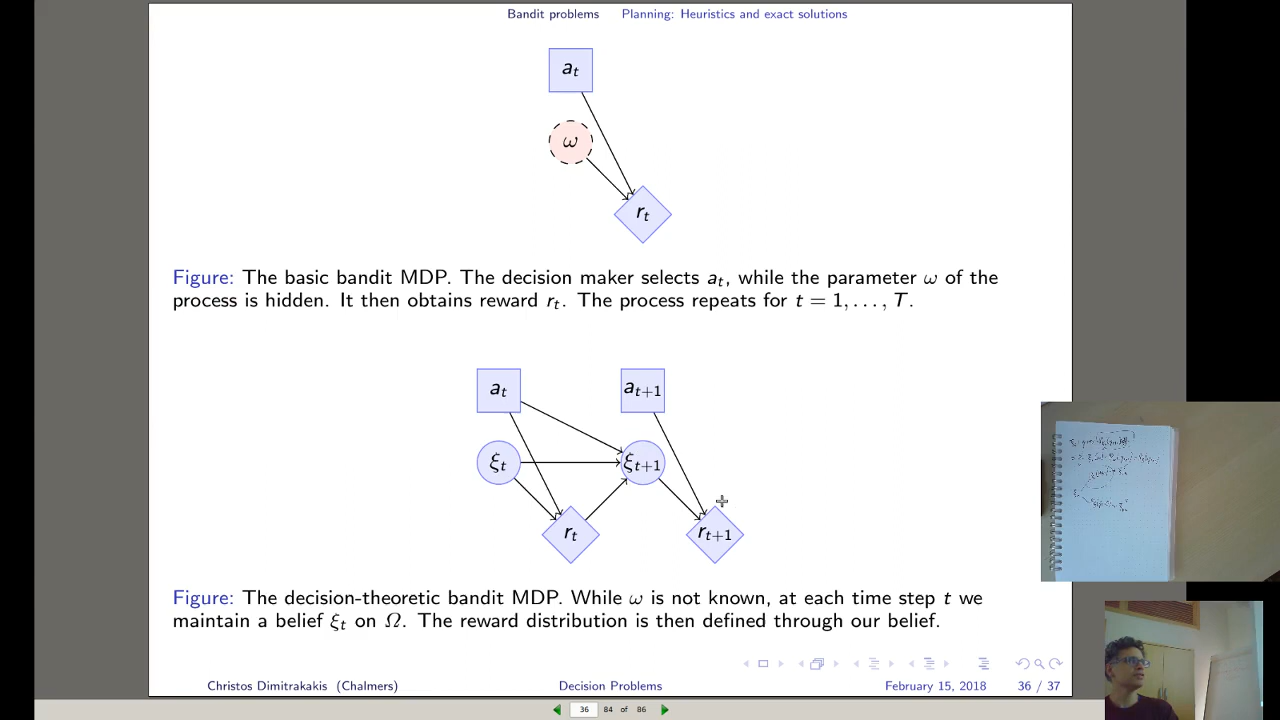 Bandit problems Planning: Heuristics and exact solutions
a_t
ω
r_t
Figure: The basic bandit MDP. The decision maker selects a_t, while the parameter ω of the
process is hidden. It then obtains reward r_t. The process repeats for t = 1, . . . , T.
a_t a_{t+1}
ξ_t ξ_{t+1}
r_t r_{t+1}
Figure: The decision-theoretic bandit MDP. While ω is not known, at each time step t we
maintain a belief ξ_t on Ω. The reward distribution is then defined through our belief.
Christos Dimitrakakis (Chalmers) Decision Problems February 15, 2018 36 / 37
36 84 of 86